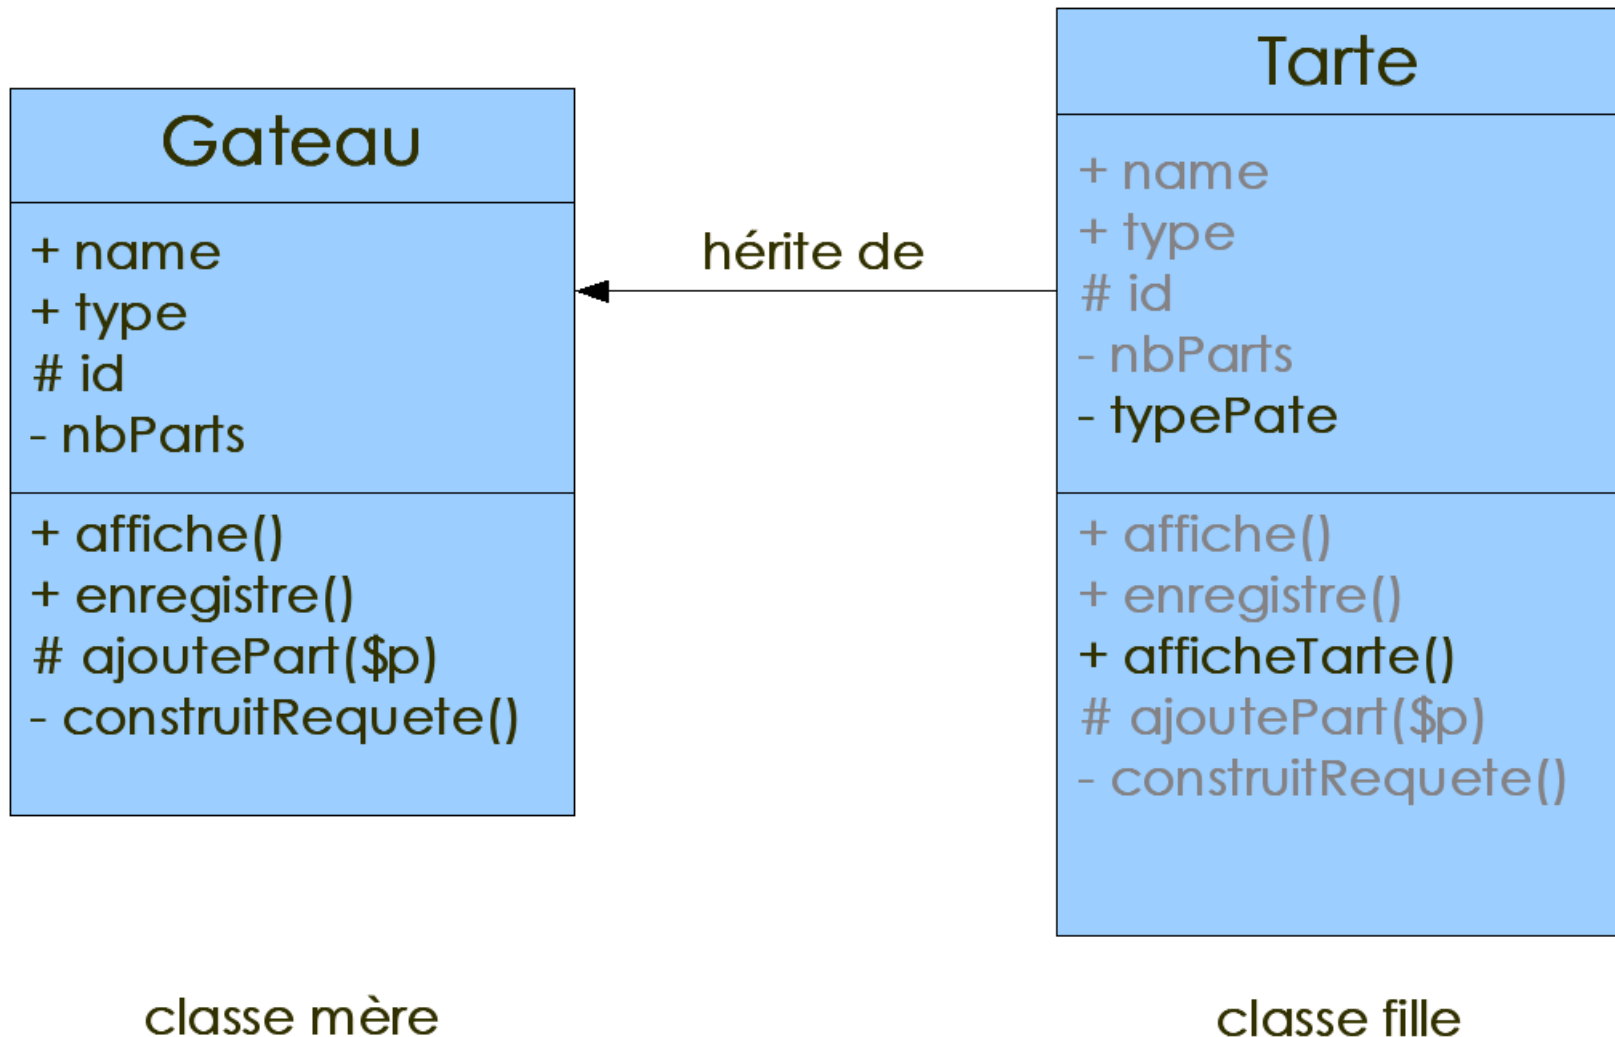 Gateau
+ name
+ type
# id
- nbParts
+ affiche()
+ enregistre()
# ajoutePart($p)
- construitRequete()
classe mère
hérite de
Tarte
+ name
+ type
# id
- nbParts
- typePate
+ affiche()
+ enregistre()
+ afficheTarte()
# ajoutePart($p)
- construitRequete()
classe fille